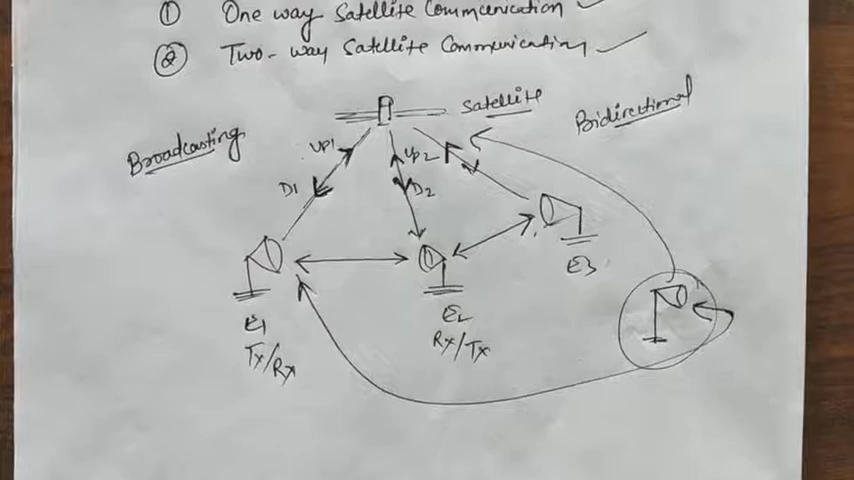 ① One way Satellite Communication
② Two-way Satellite Communication
Satellite
Bidirectional
Broadcasting
UP1
UP2
D1
D2
E3
E1
E2
Tx/Rx
Rx/Tx